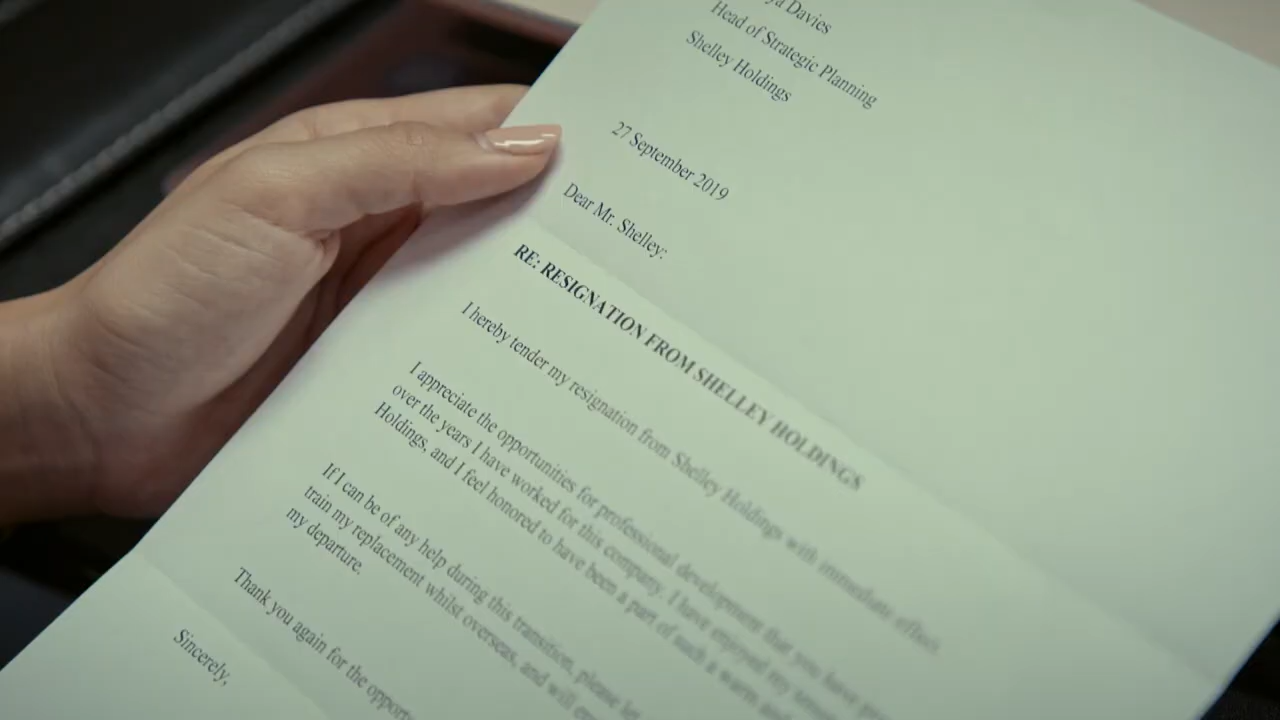 Davies
Head of Strategic Planning
Shelley Holdings
27 September 2019
Dear Mr. Shelley:
RE: RESIGNATION FROM SHELLEY HOLDINGS
I hereby tender my resignation from Shelley Holdings with immediate effect.
I appreciate the opportunities for professional development that you have
over the years I have worked for this company. I have enjoyed my
Holdings, and I feel honored to have been a part of such a warm and
If I can be of any help during this transition, please let
train my replacement whilst overseas, and will
my departure.
Thank you again for the
Sincerely,